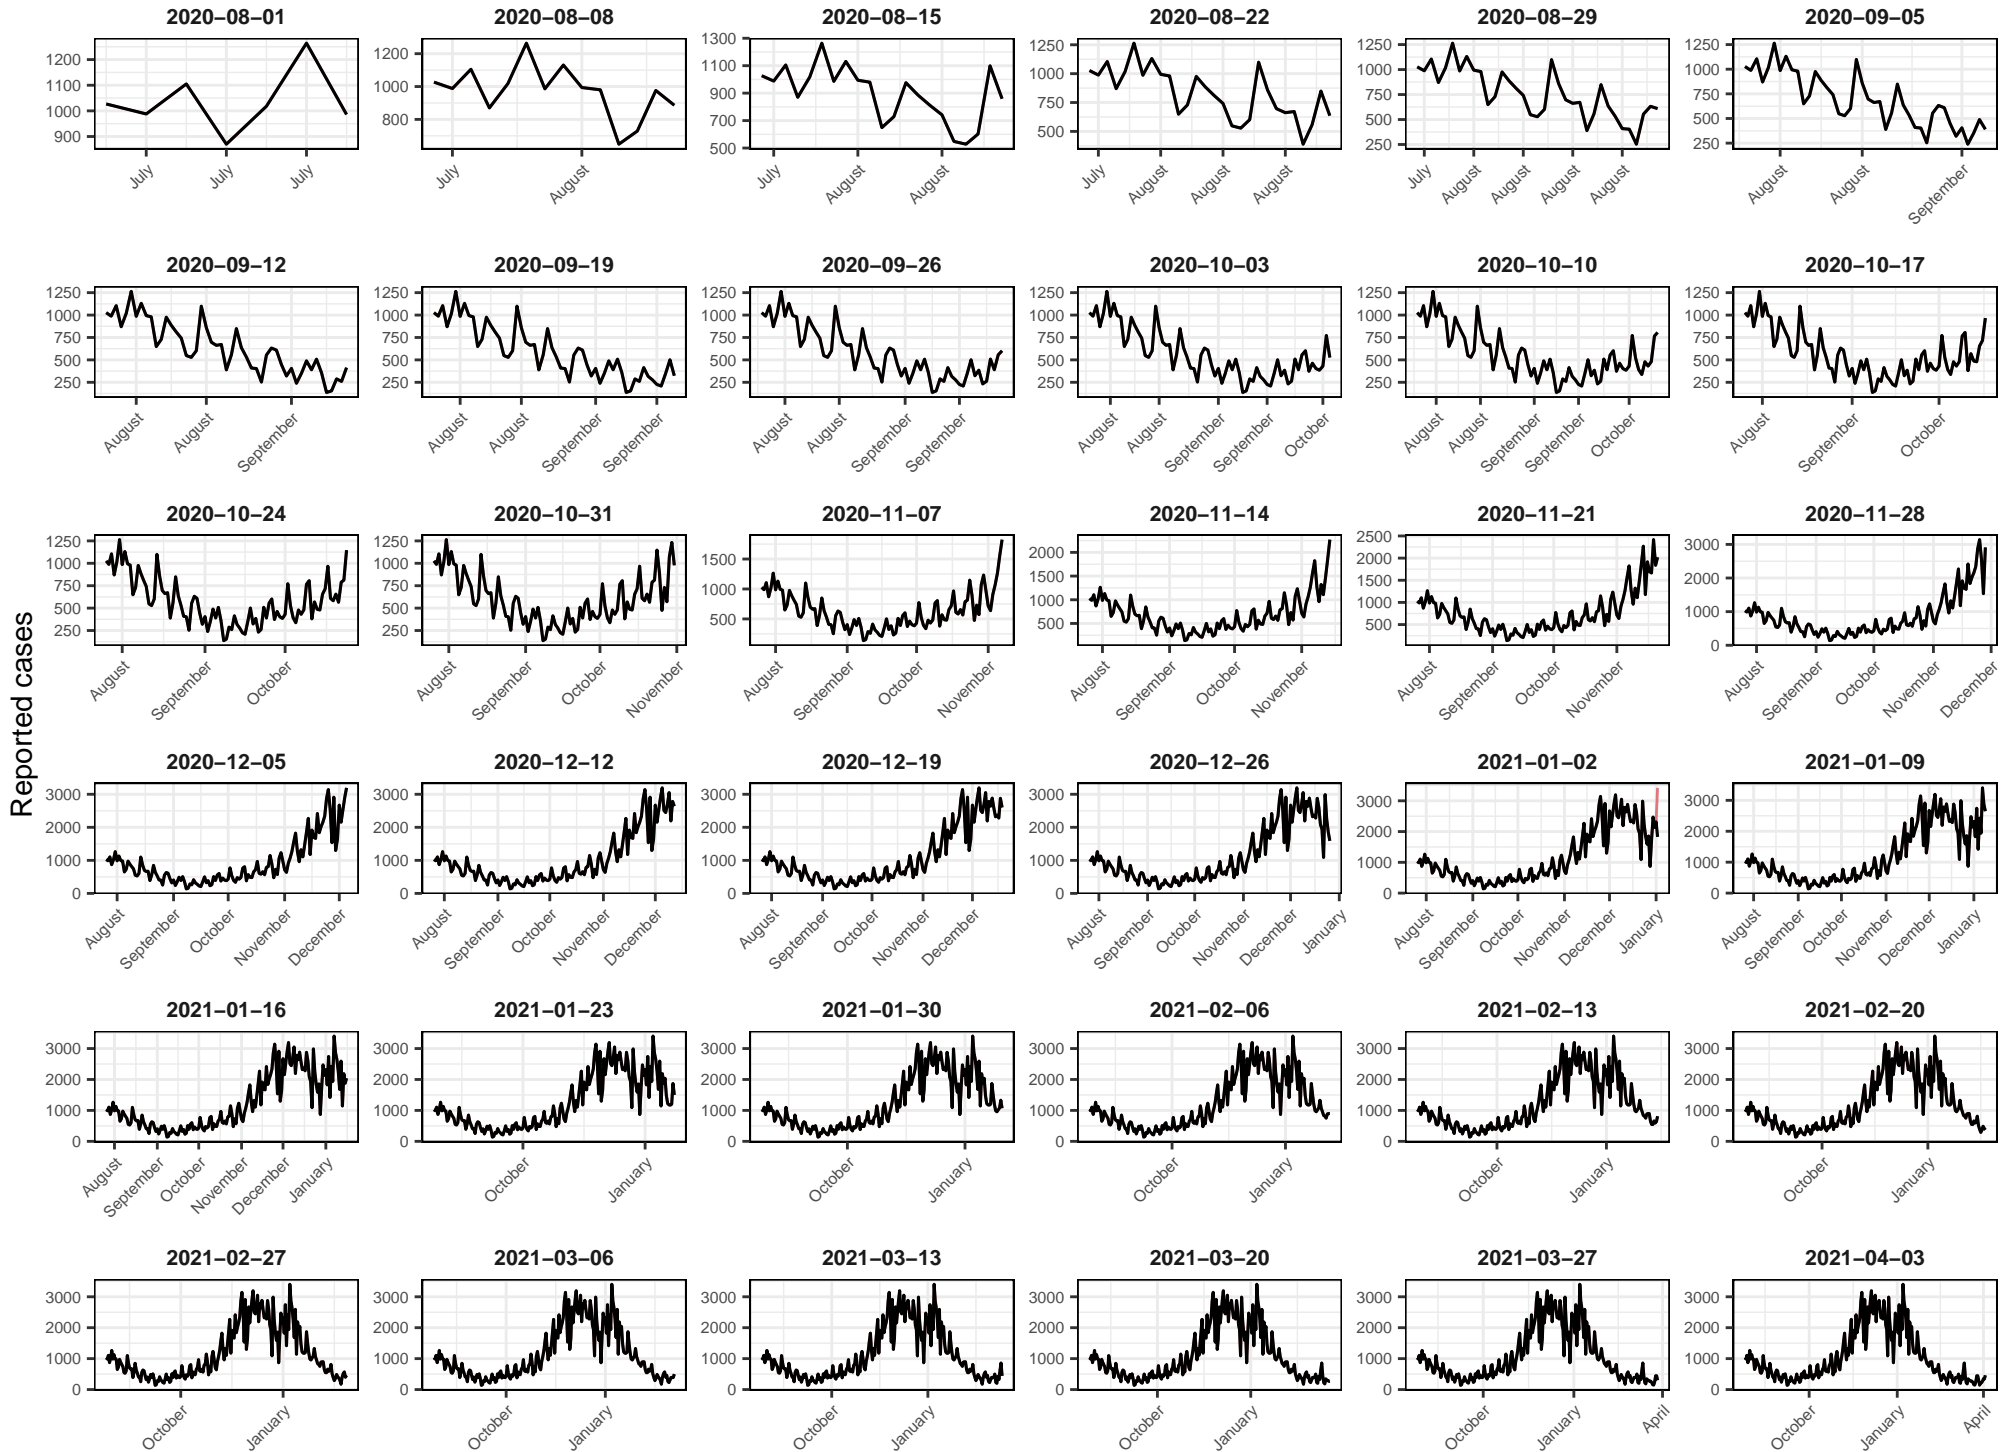 Reported cases
2020−08−01
1200
1100
1000
900
July
July
July
2020−08−08
1200
1000
800
July
August
2020−08−15
1300
1100
900
700
500
July
August
August
2020−08−22
1250
1000
750
500
July
August
August
August
2020−08−29
1250
1000
750
500
250
July
August
August
August
August
2020−09−05
1250
1000
750
500
250
August
August
September
2020−09−12
1250
1000
750
500
250
August
August
September
2020−09−19
1250
1000
750
500
250
August
August
September
September
2020−09−26
1250
1000
750
500
250
August
August
September
September
2020−10−03
1250
1000
750
500
250
August
August
September
September
October
2020−10−10
1250
1000
750
500
250
August
August
September
September
October
2020−10−17
1250
1000
750
500
250
August
September
October
2020−10−24
1250
1000
750
500
250
August
September
October
2020−10−31
1250
1000
750
500
250
August
September
October
November
2020−11−07
1500
1000
500
August
September
October
November
2020−11−14
2000
1500
1000
500
August
September
October
November
2020−11−21
2500
2000
1500
1000
500
August
September
October
November
2020−11−28
3000
2000
1000
0
August
September
October
November
December
2020−12−05
3000
2000
1000
0
August
September
October
November
December
2020−12−12
3000
2000
1000
0
August
September
October
November
December
2020−12−19
3000
2000
1000
0
August
September
October
November
December
2020−12−26
3000
2000
1000
0
August
September
October
November
December
January
2021−01−02
3000
2000
1000
0
August
September
October
November
December
January
2021−01−09
3000
2000
1000
0
August
September
October
November
December
January
2021−01−16
3000
2000
1000
0
August
September
October
November
December
January
2021−01−23
3000
2000
1000
0
October
January
2021−01−30
3000
2000
1000
0
October
January
2021−02−06
3000
2000
1000
0
October
January
2021−02−13
3000
2000
1000
0
October
January
2021−02−20
3000
2000
1000
0
October
January
2021−02−27
3000
2000
1000
0
October
January
2021−03−06
3000
2000
1000
0
October
January
2021−03−13
3000
2000
1000
0
October
January
2021−03−20
3000
2000
1000
0
October
January
2021−03−27
3000
2000
1000
0
October
January
April
2021−04−03
3000
2000
1000
0
October
January
April